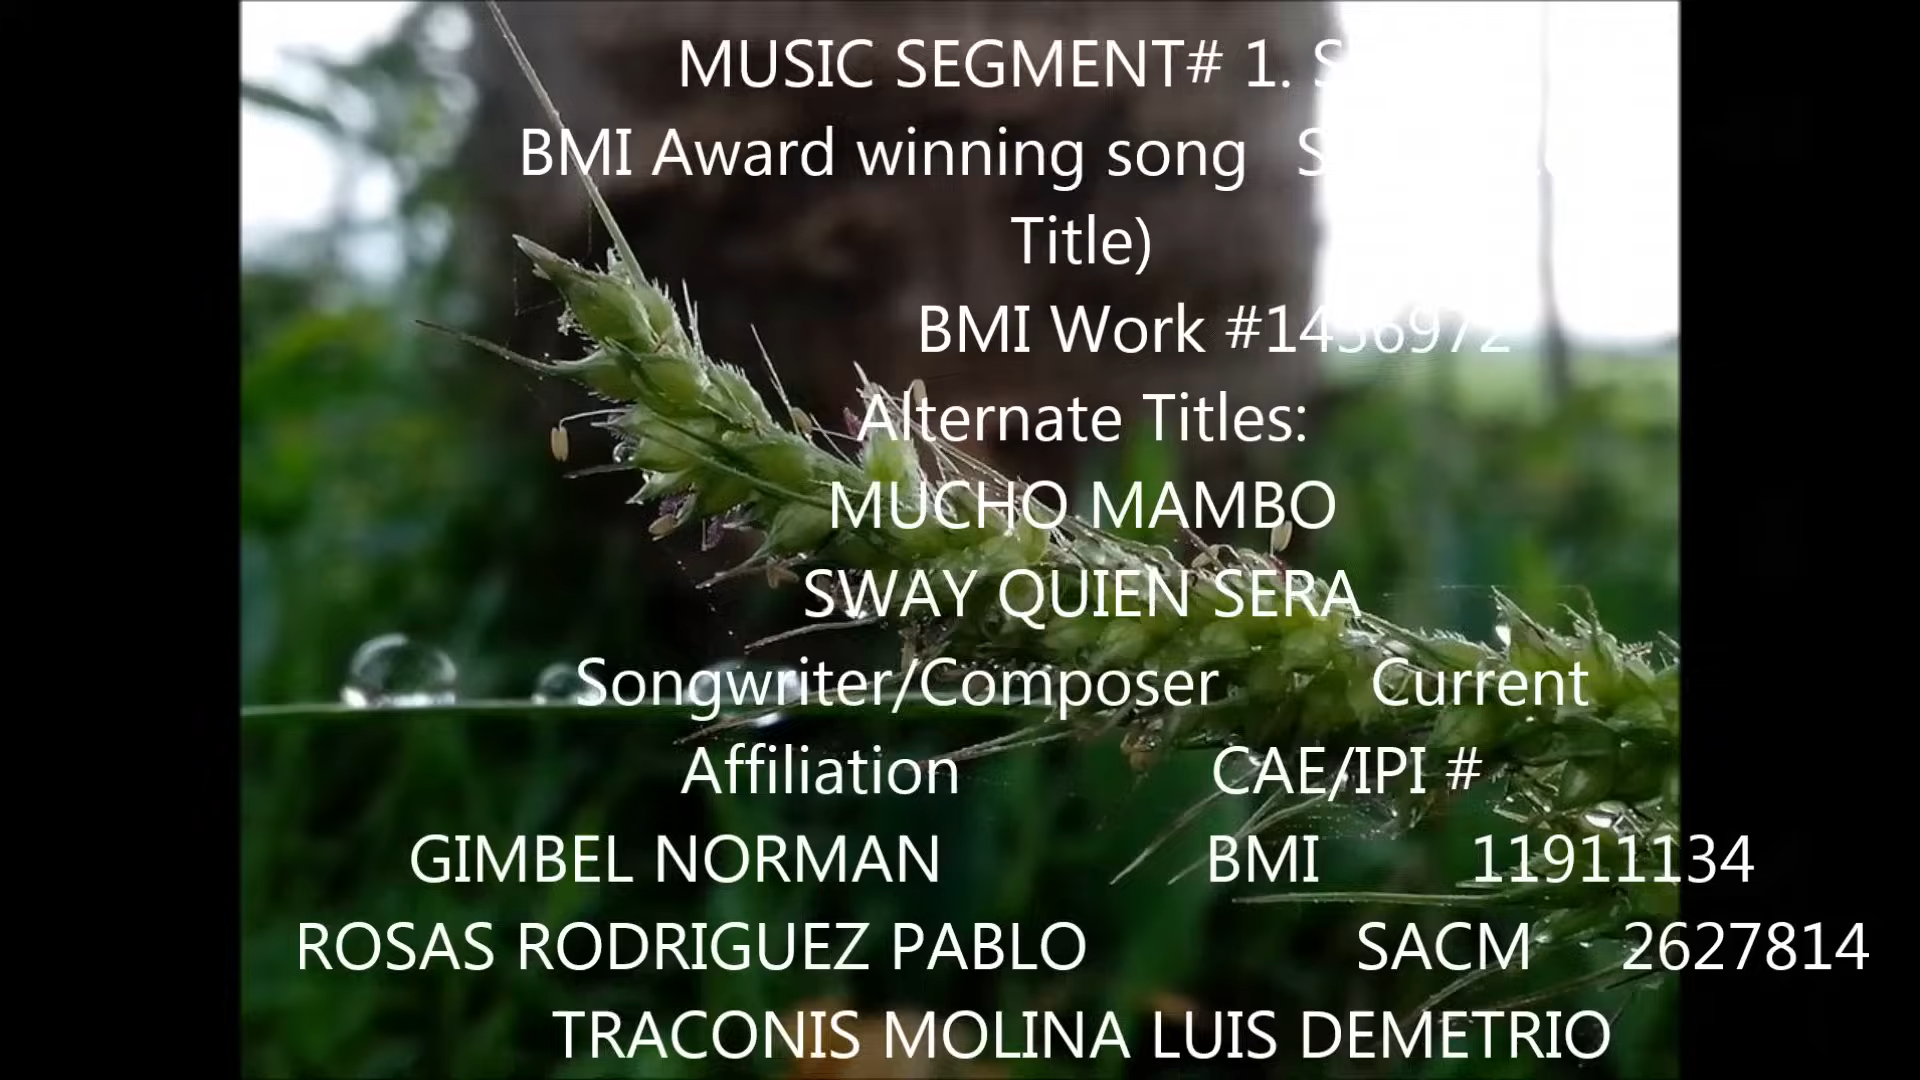 MUSIC SEGMENT# 1.
BMI Award winning song
Title)
BMI Work #1436972
Alternate Titles:
MUCHO MAMBO
SWAY QUIEN SERA
Songwriter/Composer Current
Affiliation CAE/IPI #
GIMBEL NORMAN BMI 11911134
ROSAS RODRIGUEZ PABLO SACM 2627814
TRACONIS MOLINA LUIS DEMETRIO